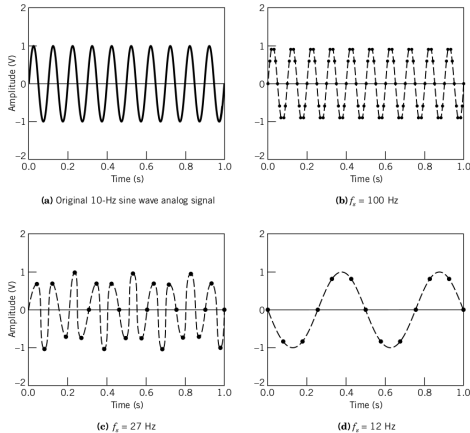 2
1
0
−1
−2
Amplitude (V)
0.0 0.2 0.4 0.6 0.8 1.0
Time (s)
(a) Original 10-Hz sine wave analog signal
2
1
0
−1
−2
0.0 0.2 0.4 0.6 0.8 1.0
Time (s)
(b) fs = 100 Hz
2
1
0
−1
−2
Amplitude (V)
0.0 0.2 0.4 0.6 0.8 1.0
Time (s)
(c) fs = 27 Hz
2
1
0
−1
−2
0.0 0.2 0.4 0.6 0.8 1.0
Time (s)
(d) fs = 12 Hz